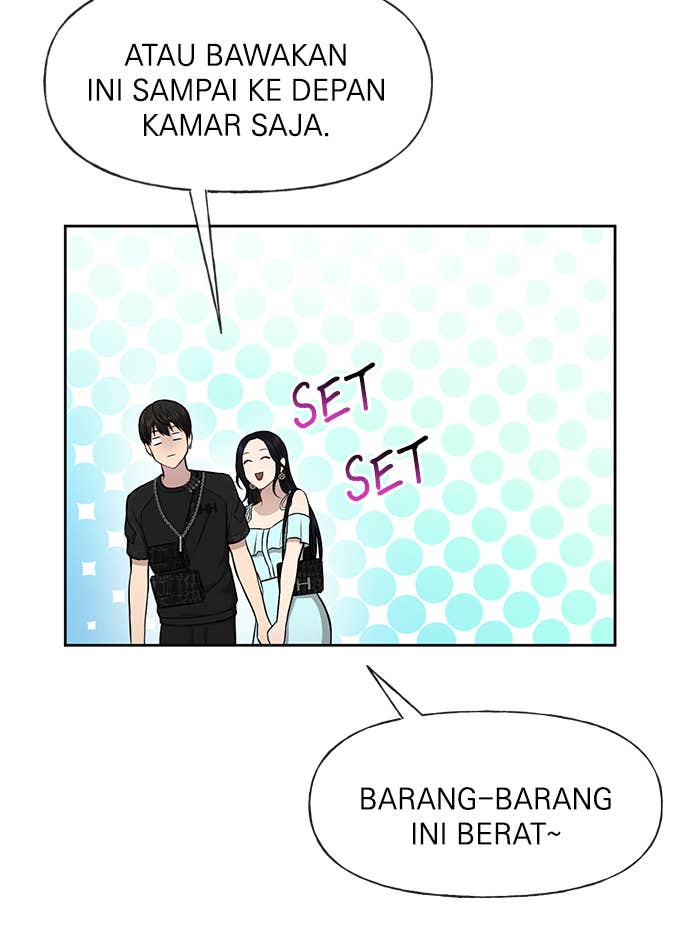 ATAU BAWAKAN
INI SAMPAI KE DEPAN
KAMAR SAJA.
SET
SET
BARANG-BARANG
INI BERAT~